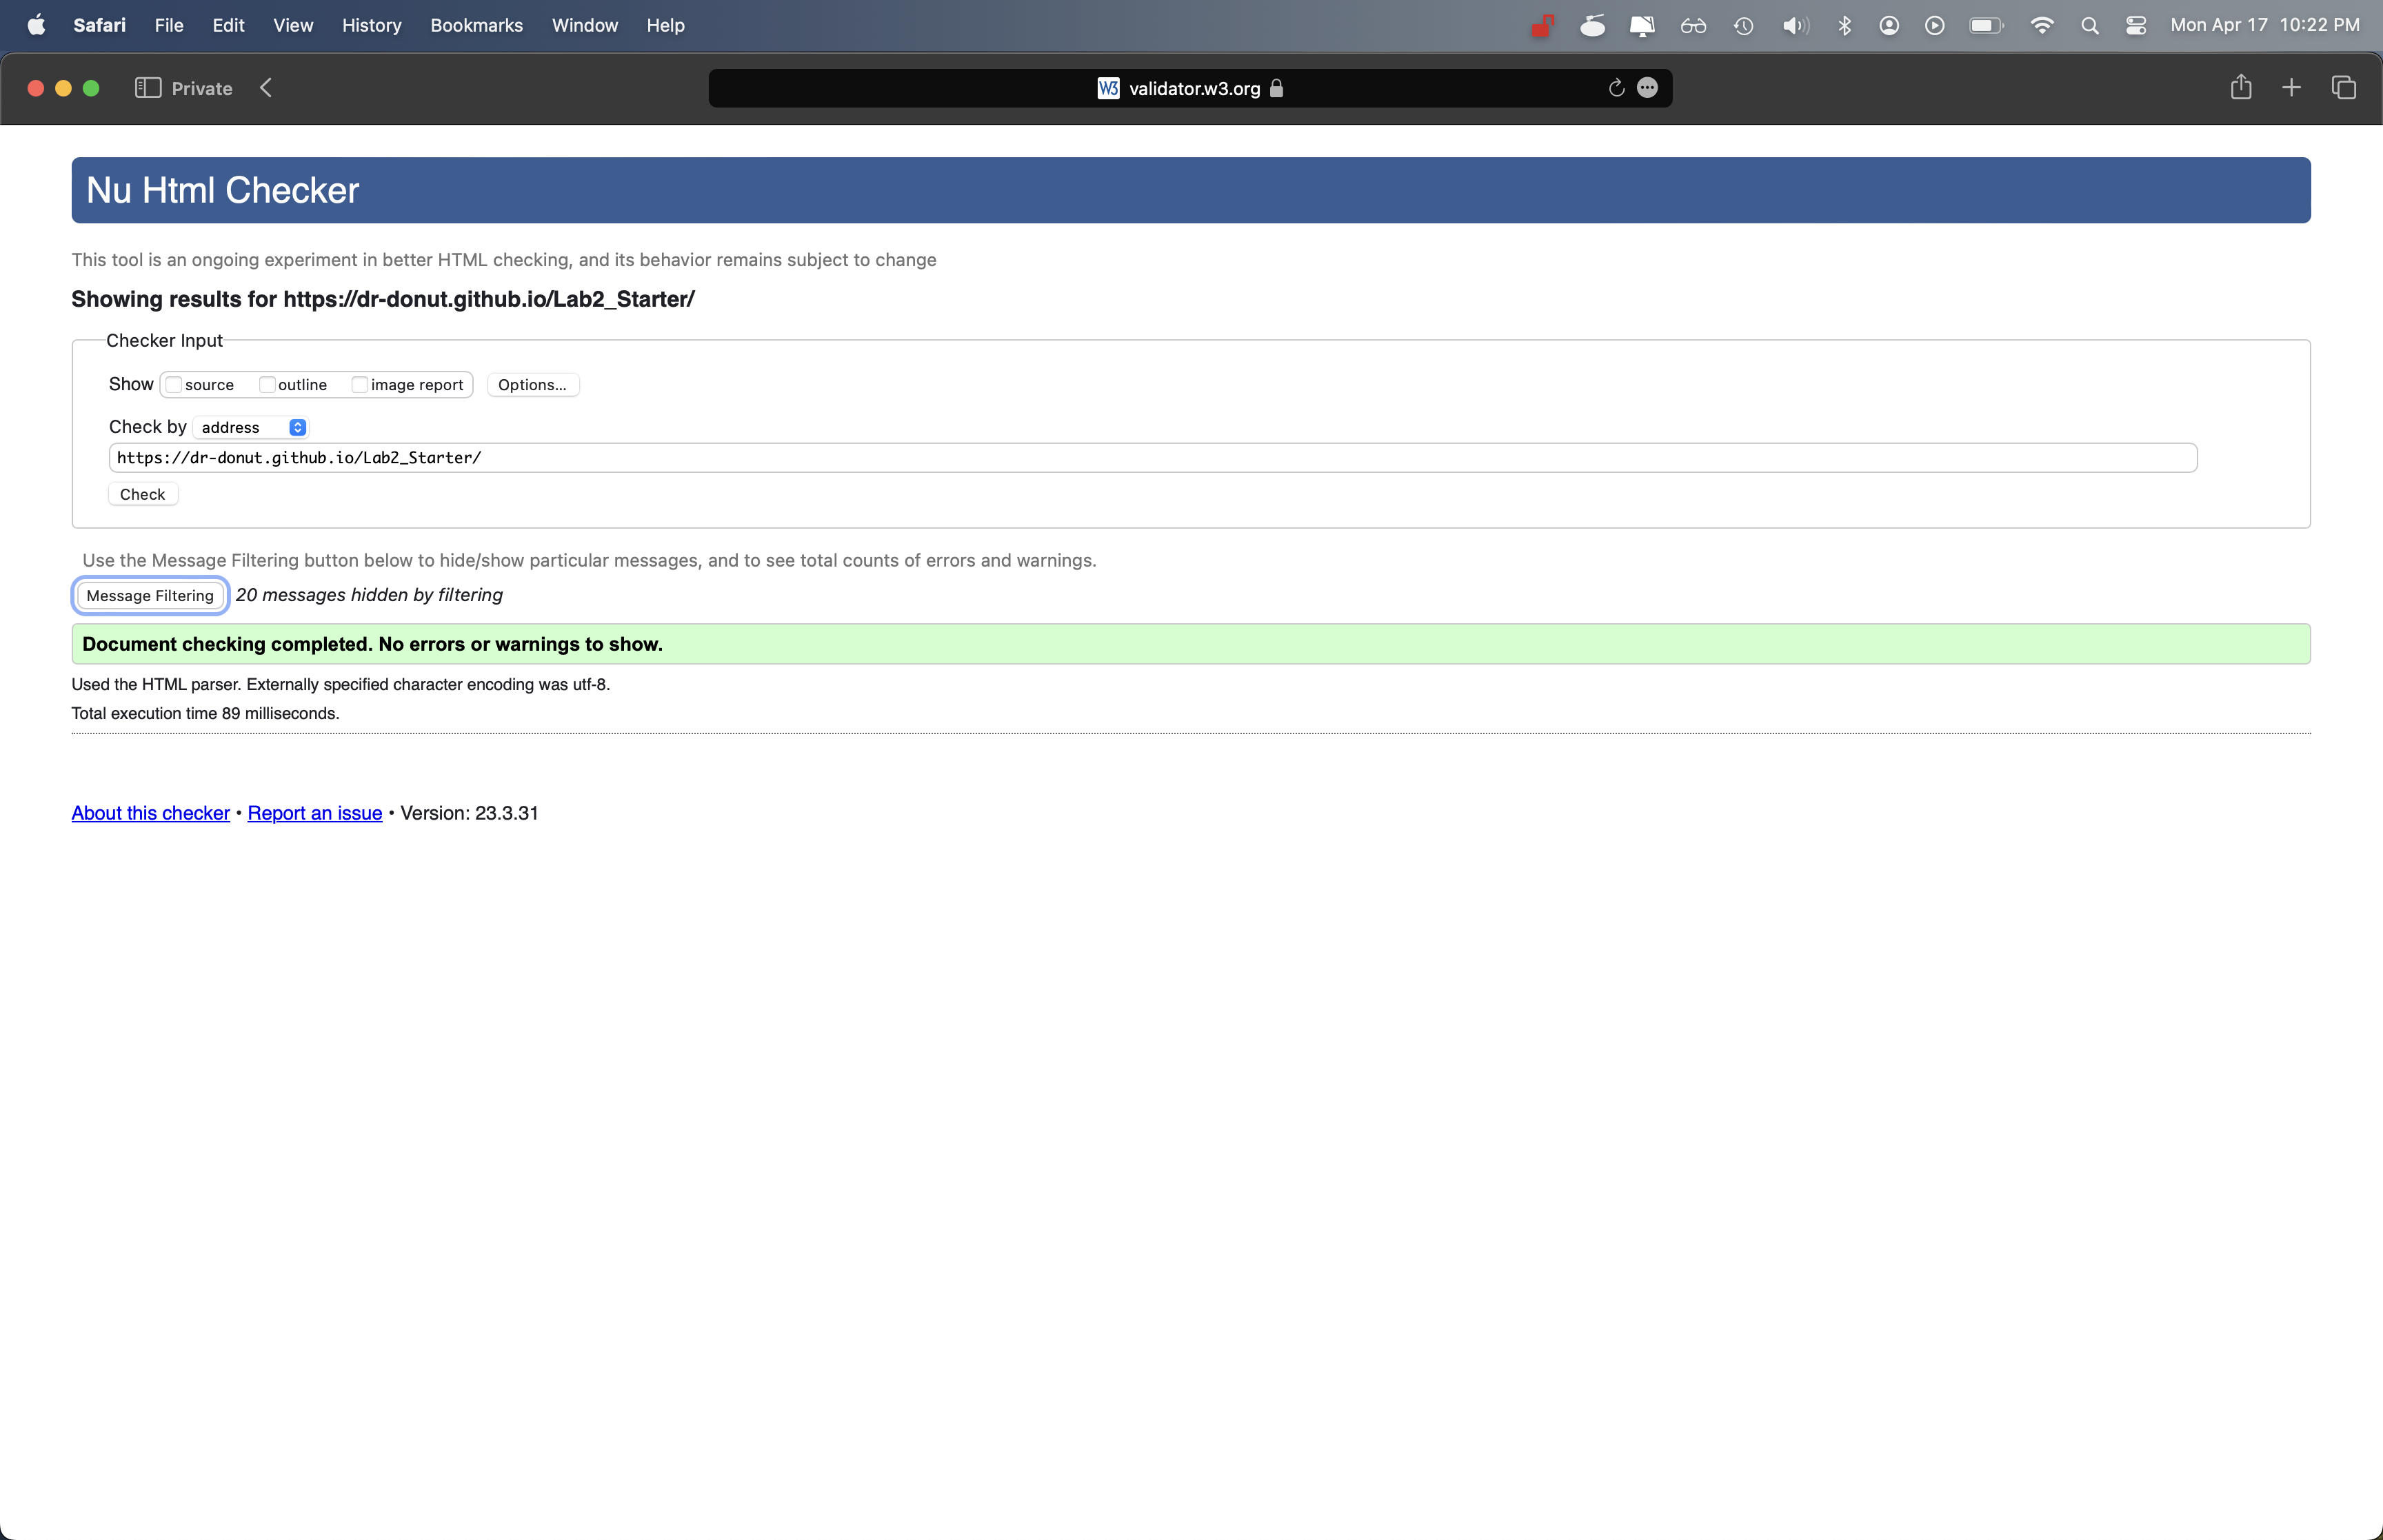 Safari File Edit View History Bookmarks Window Help Mon Apr 17 10:22 PM
Private W3 validator.w3.org
Nu Html Checker
This tool is an ongoing experiment in better HTML checking, and its behavior remains subject to change
Showing results for https://dr-donut.github.io/Lab2_Starter/
Checker Input
Show source outline image report Options...
Check by address
https://dr-donut.github.io/Lab2_Starter/
Check
Use the Message Filtering button below to hide/show particular messages, and to see total counts of errors and warnings.
Message Filtering 20 messages hidden by filtering
Document checking completed. No errors or warnings to show.
Used the HTML parser. Externally specified character encoding was utf-8.
Total execution time 89 milliseconds.
About this checker • Report an issue • Version: 23.3.31